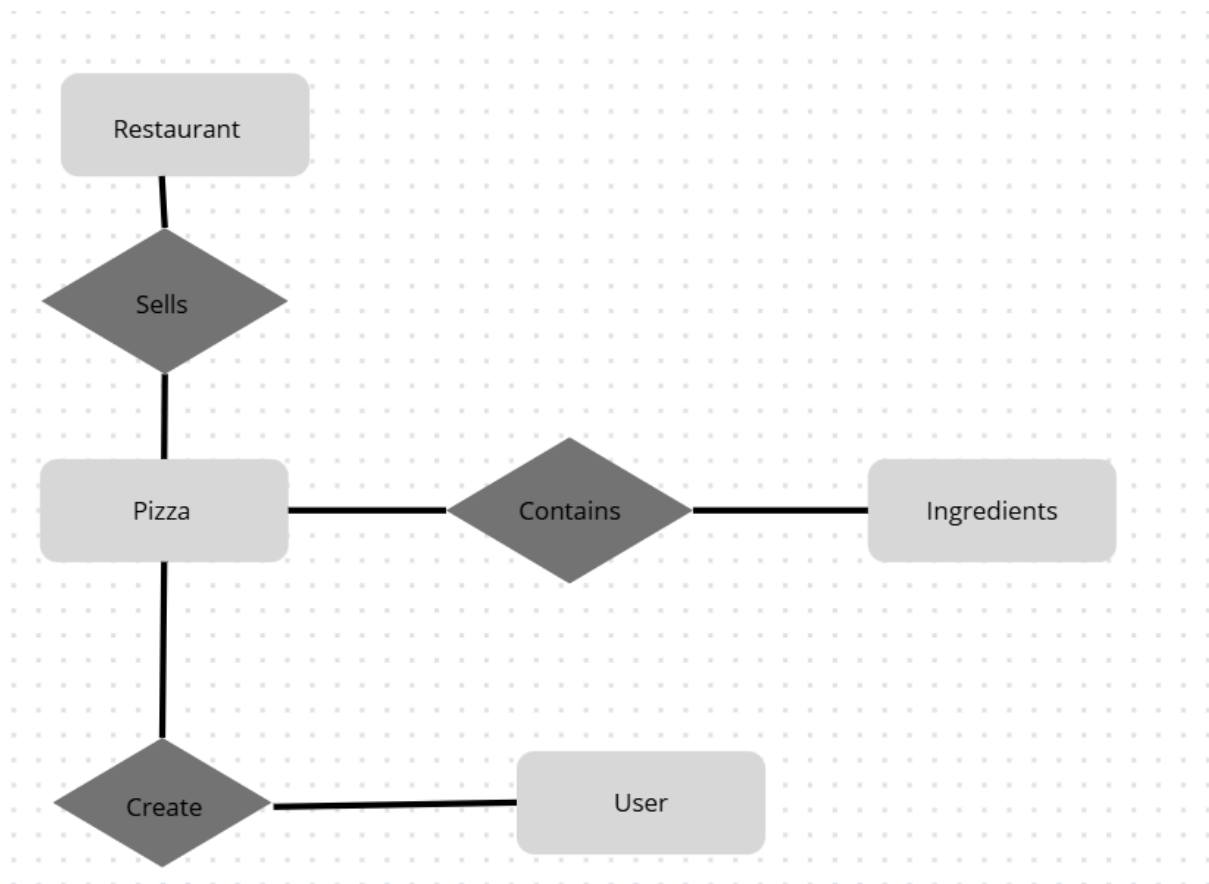 Restaurant
Sells
Pizza
Contains
Ingredients
Create
User